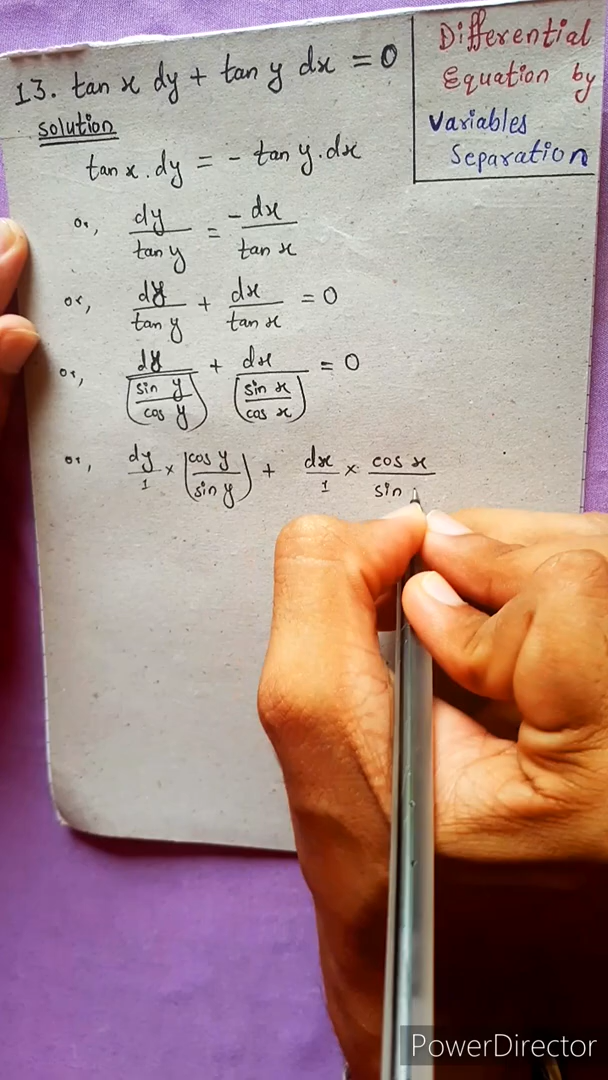 13. tan x dy + tan y dx = 0
Differential
Equation by
Variables
Separation
solution
tan x . dy = - tan y . dx
or, dy/tan y = - dx/tan x
or, dy/tan y + dx/tan x = 0
or, dy/(sin y/cos y) + dx/(sin x/cos x) = 0
or, dy/1 × (cos y/sin y) + dx/1 × cos x/sin
PowerDirector